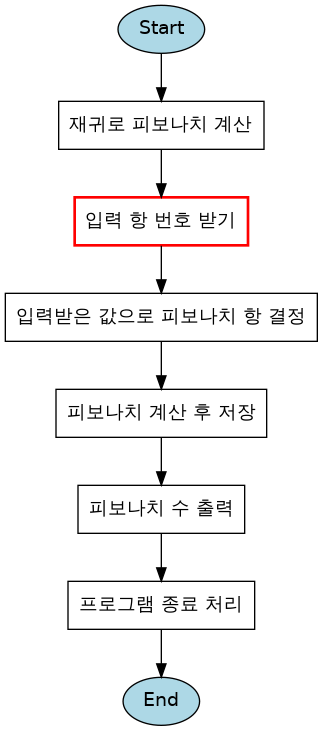 Start
재귀로 피보나치 계산
입력 항 번호 받기
입력받은 값으로 피보나치 항 결정
피보나치 계산 후 저장
피보나치 수 출력
프로그램 종료 처리
End